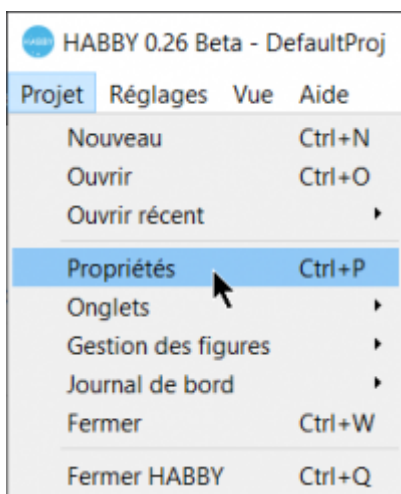 HABBY 0.26 Beta - DefaultProj
Projet Réglages Vue Aide
Nouveau Ctrl+N
Ouvrir Ctrl+O
Ouvrir récent
Propriétés Ctrl+P
Onglets
Gestion des figures
Journal de bord
Fermer Ctrl+W
Fermer HABBY Ctrl+Q